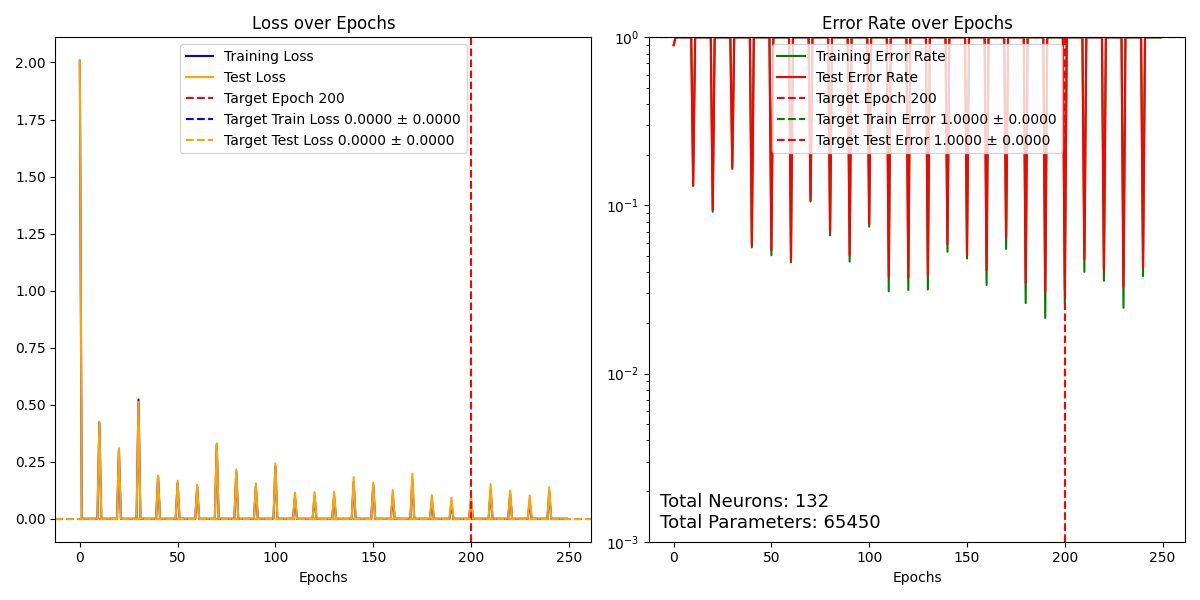 Loss over Epochs
2.00
1.75
1.50
1.25
1.00
0.75
0.50
0.25
0.00
0 50 100 150 200 250
Epochs
Training Loss
Test Loss
Target Epoch 200
Target Train Loss 0.0000 ± 0.0000
Target Test Loss 0.0000 ± 0.0000
Error Rate over Epochs
10⁰
10⁻¹
10⁻²
10⁻³
0 50 100 150 200 250
Epochs
Training Error Rate
Test Error Rate
Target Epoch 200
Target Train Error 1.0000 ± 0.0000
Target Test Error 1.0000 ± 0.0000
Total Neurons: 132
Total Parameters: 65450